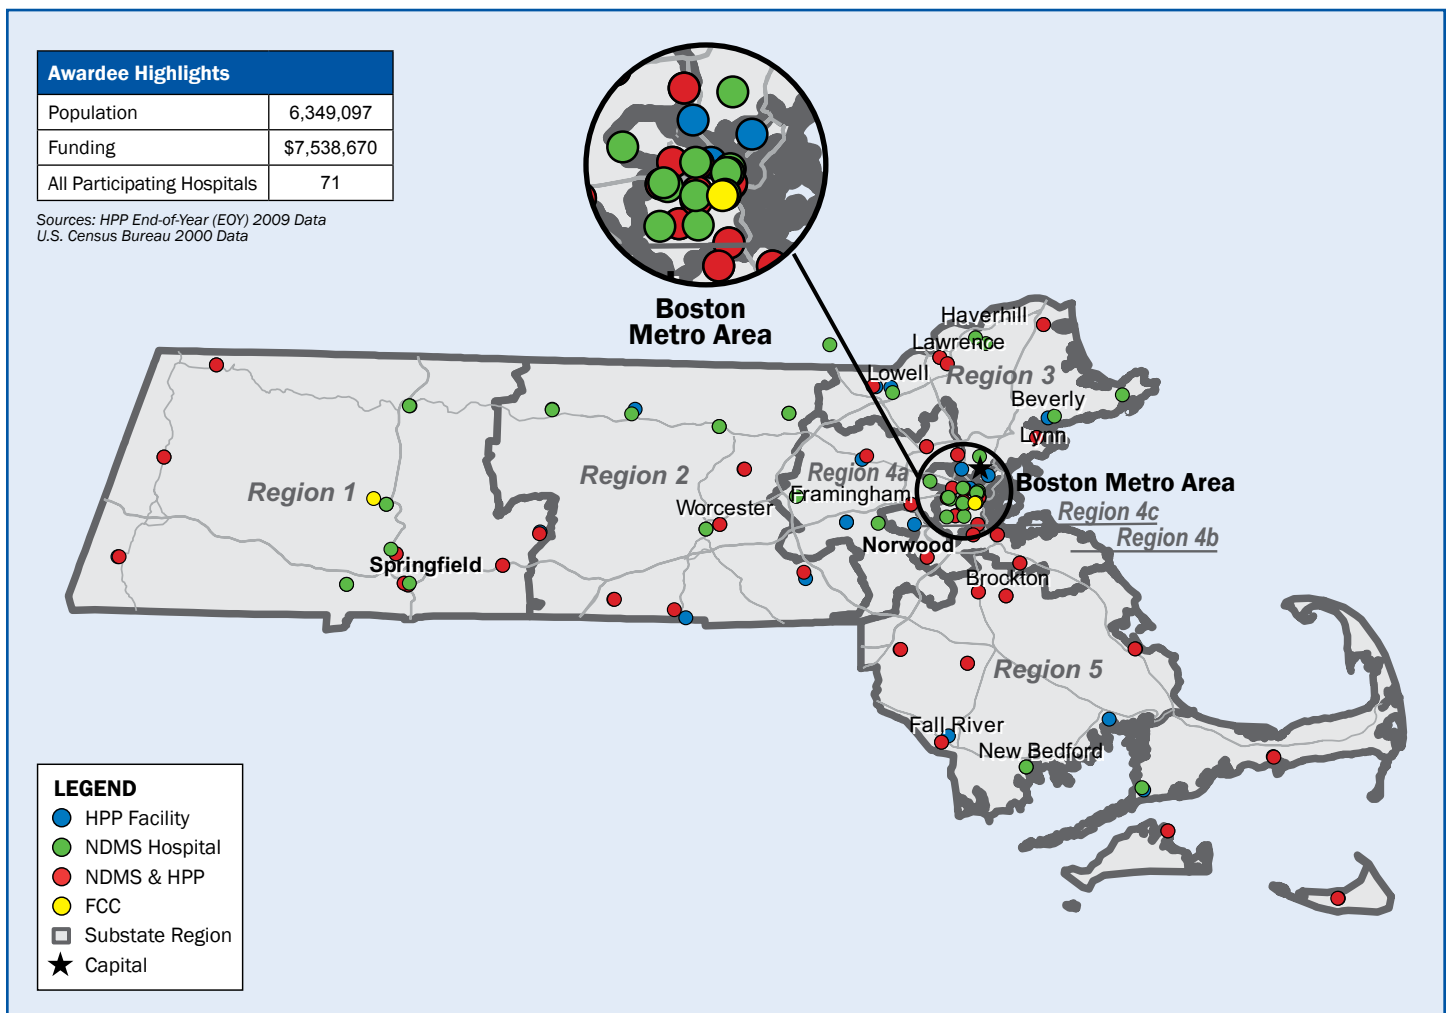 Awardee Highlights
Population 6,349,097
Funding $7,538,670
All Participating Hospitals 71
Sources: HPP End-of-Year (EOY) 2009 Data
U.S. Census Bureau 2000 Data
Boston
Metro Area
Haverhill
Lawrence
Lowell
Region 3
Beverly
Lynn
Region 2
Region 4a
Region 1
Framingham
Boston Metro Area
Worcester
Region 4c
Region 4b
Norwood
Springfield
Brockton
Region 5
Fall River
New Bedford
LEGEND
HPP Facility
NDMS Hospital
NDMS & HPP
FCC
Substate Region
Capital